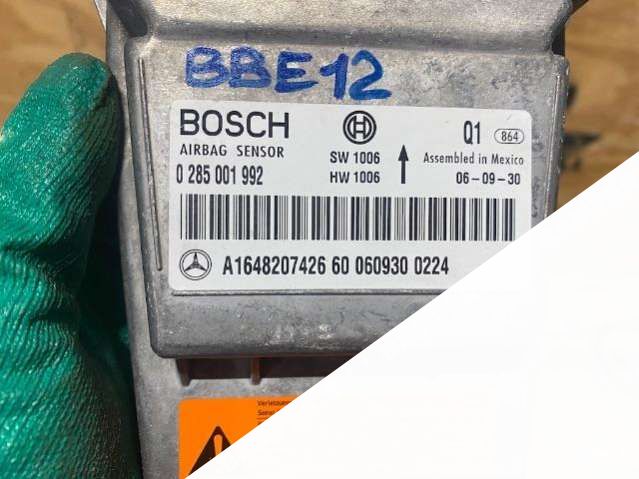 BBE12
BOSCH
Q1 864
AIRBAG SENSOR
SW 1006
Assembled in Mexico
0 285 001 992
HW 1006
06-09-30
A1648207426 60 060930 0224